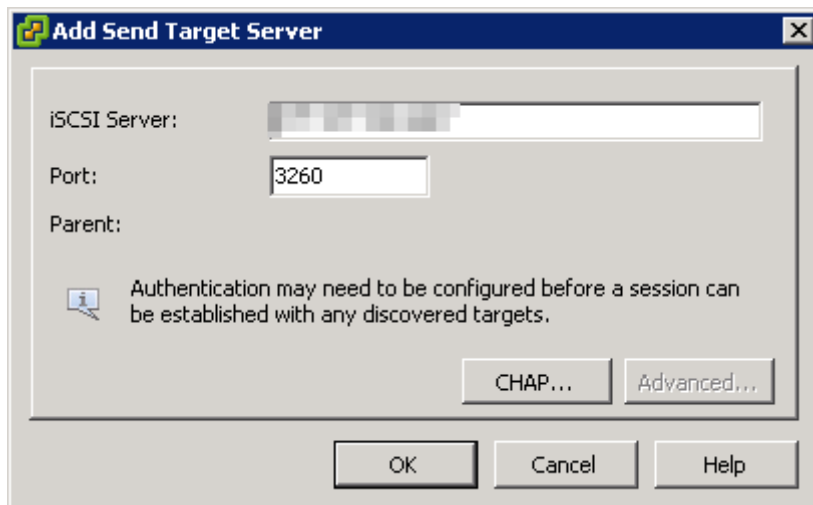 Add Send Target Server
iSCSI Server:
Port: 3260
Parent:
Authentication may need to be configured before a session can
be established with any discovered targets.
CHAP... Advanced...
OK Cancel Help